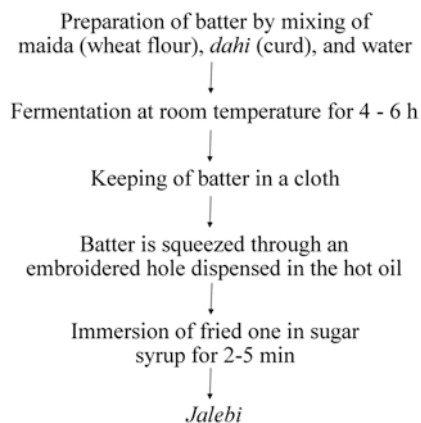 Preparation of batter by mixing of
maida (wheat flour), dahi (curd), and water
Fermentation at room temperature for 4 - 6 h
Keeping of batter in a cloth
Batter is squeezed through an
embroidered hole dispensed in the hot oil
Immersion of fried one in sugar
syrup for 2-5 min
Jalebi